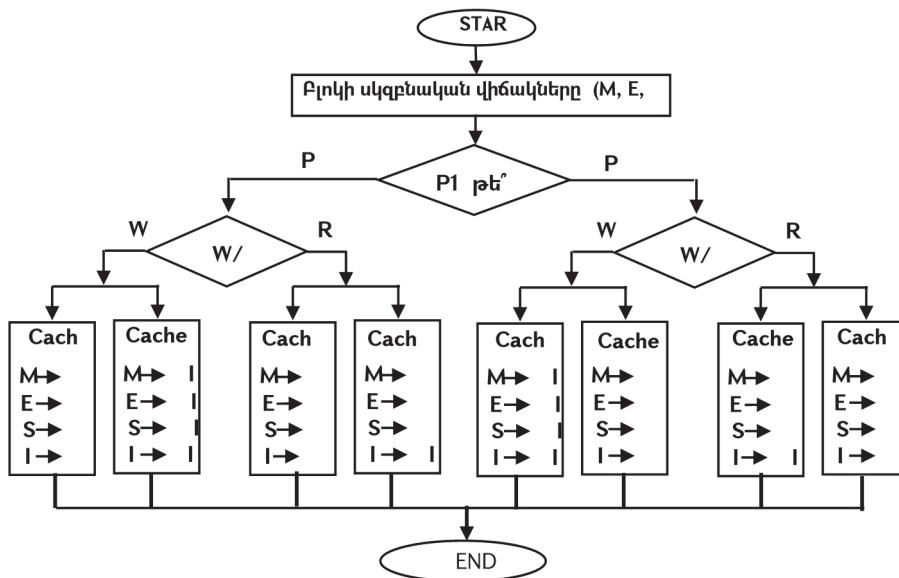 STAR
Բլոկի սկզբնական վիճակները (M, E,
P P
P1 թե՞
W R W R
W/ W/
Cach Cache Cach Cach Cach Cache Cache Cach
M→ M→ I M→ M→ M→ I M→ M→ M→
E→ E→ I E→ E→ E→ I E→ E→ E→
S→ S→ I S→ S→ S→ I S→ S→ S→
I→ I→ I I→ I→ I I→ I I→ I→ I I→
END